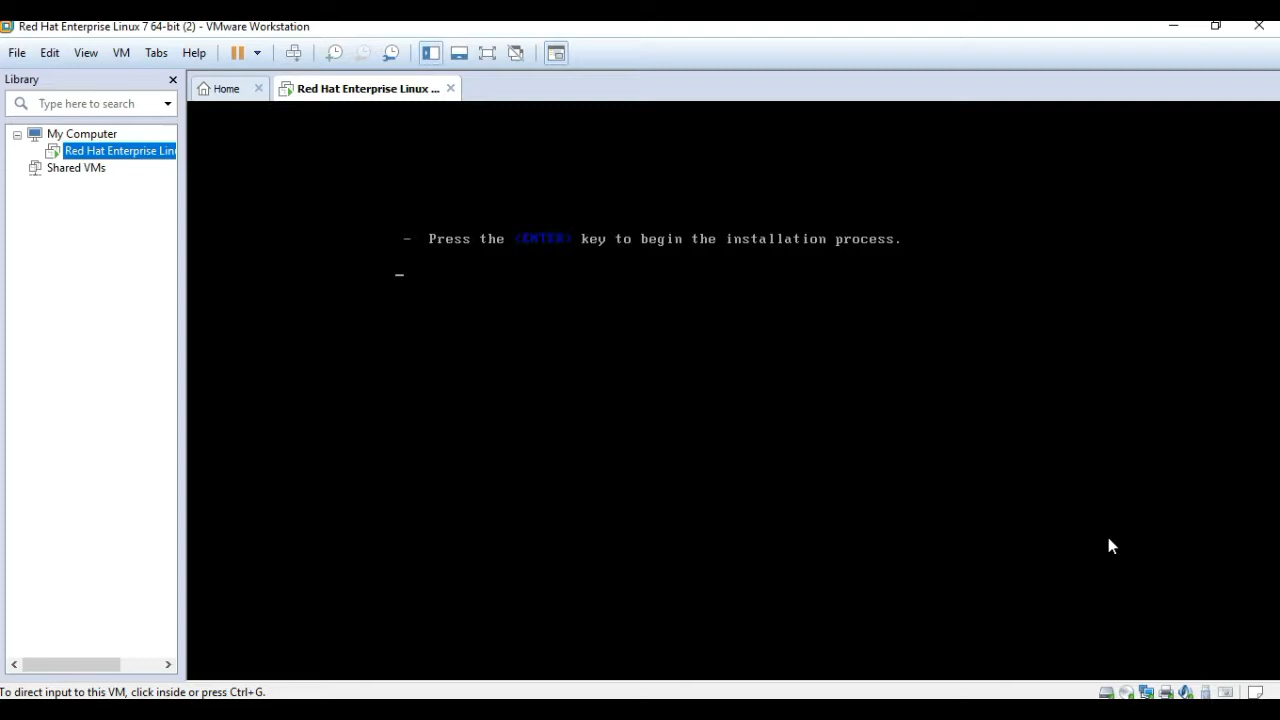 Red Hat Enterprise Linux 7 64-bit (2) - VMware Workstation
File Edit View VM Tabs Help
Library
Type here to search
Home
Red Hat Enterprise Linux ...
My Computer
Red Hat Enterprise Lin
Shared VMs
- Press the <ENTER> key to begin the installation process.
To direct input to this VM, click inside or press Ctrl+G.